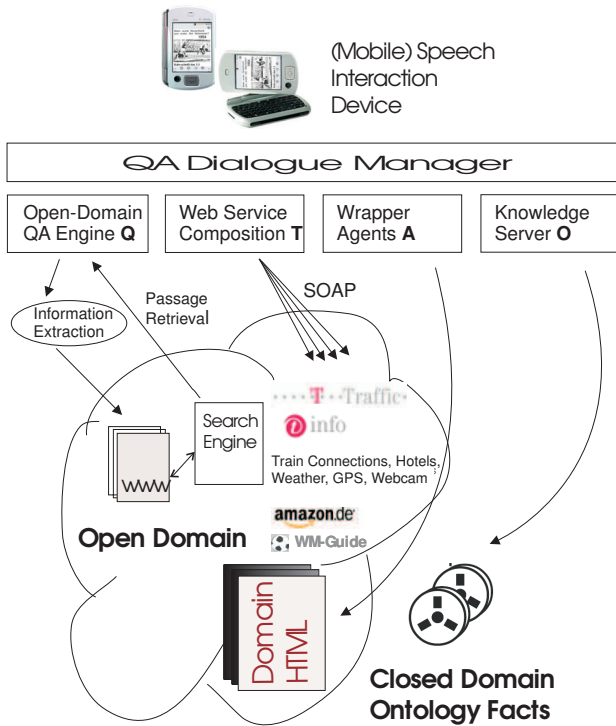 (Mobile) Speech
Interaction
Device
QA Dialogue Manager
Open-Domain
QA Engine Q
Web Service
Composition T
Wrapper
Agents A
Knowledge
Server O
Information
Extraction
Passage
Retrieval
SOAP
Search
Engine
WWW
····T··Traffic·
i info
Train Connections, Hotels,
Weather, GPS, Webcam
amazon.de
WM-Guide
Open Domain
Domain
HTML
Closed Domain
Ontology Facts